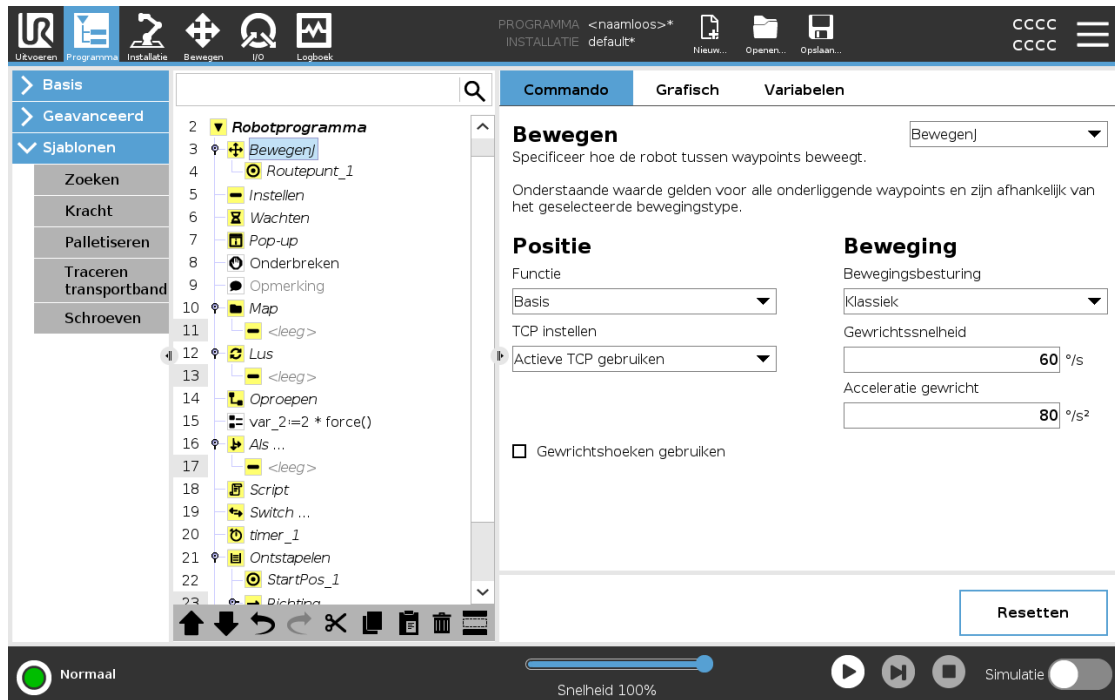 PROGRAMMA <naamloos>*
INSTALLATIE default*
Uitvoeren
Programma
Installatie
Bewegen
I/O
Logboek
Nieuw...
Openen...
Opslaan...
CCCC
CCCC
Basis
Geavanceerd
Sjablonen
Zoeken
Kracht
Palletiseren
Traceren
transportband
Schroeven
2 Robotprogramma
3 BewegenJ
4 Routepunt_1
5 Instellen
6 Wachten
7 Pop-up
8 Onderbreken
9 Opmerking
10 Map
11 <leeg>
12 Lus
13 <leeg>
14 Oproepen
15 var_2:=2 * force()
16 Als ...
17 <leeg>
18 Script
19 Switch ...
20 timer_1
21 Ontstapelen
22 StartPos_1
23 Richting
Commando
Grafisch
Variabelen
Bewegen
BewegenJ
Specificeer hoe de robot tussen waypoints beweegt.
Onderstaande waarde gelden voor alle onderliggende waypoints en zijn afhankelijk van
het geselecteerde bewegingstype.
Positie
Functie
Basis
TCP instellen
Actieve TCP gebruiken
Gewrichtshoeken gebruiken
Beweging
Bewegingsbesturing
Klassiek
Gewrichtssnelheid
60 °/s
Acceleratie gewricht
80 °/s²
Resetten
Normaal
Snelheid 100%
Simulatie